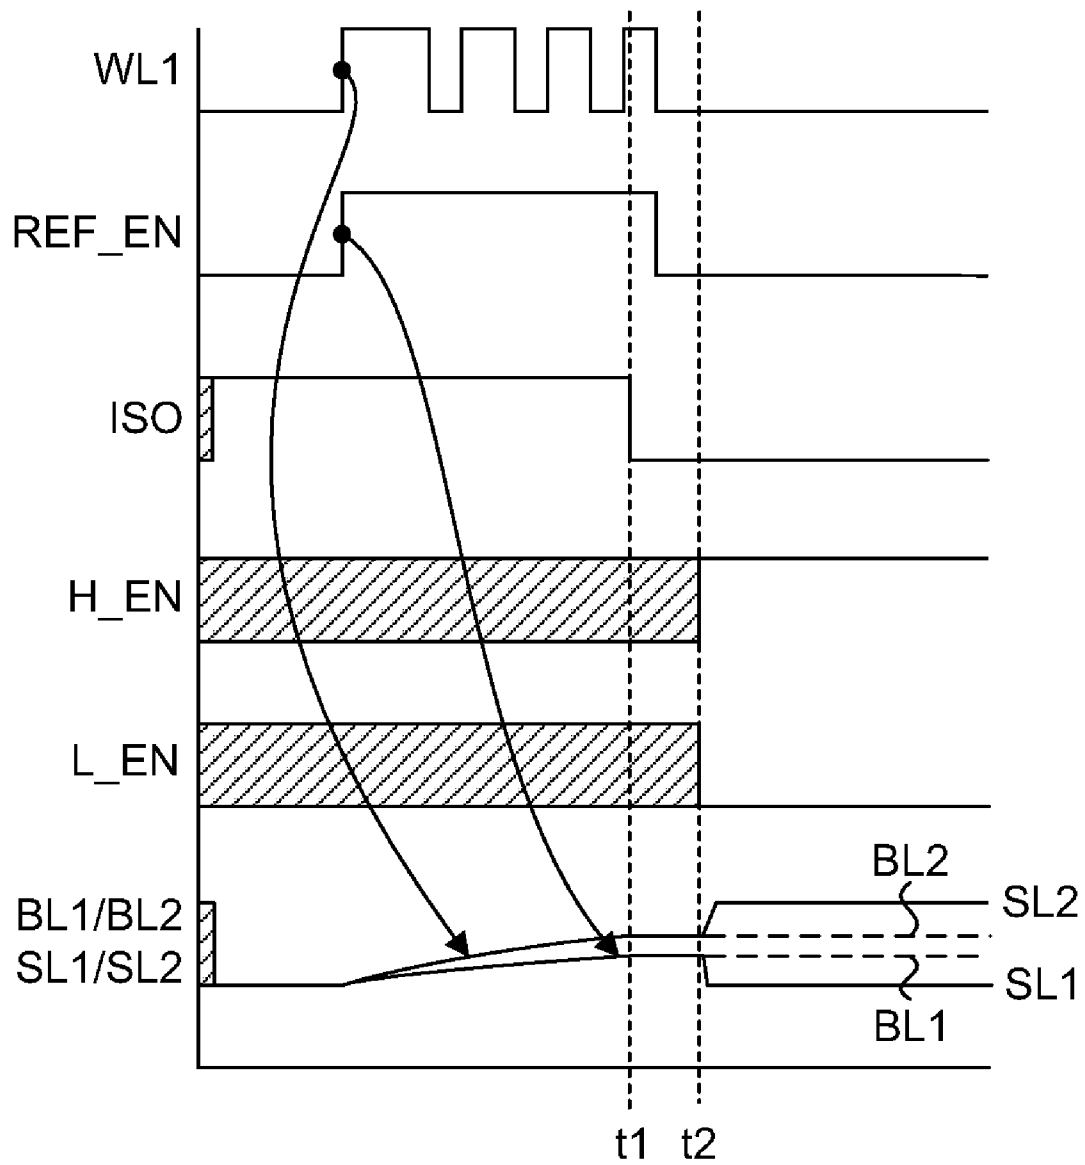 WL1
REF_EN
ISO
H_EN
L_EN
BL2
BL1/BL2
SL2
SL1/SL2
SL1
BL1
t1 t2